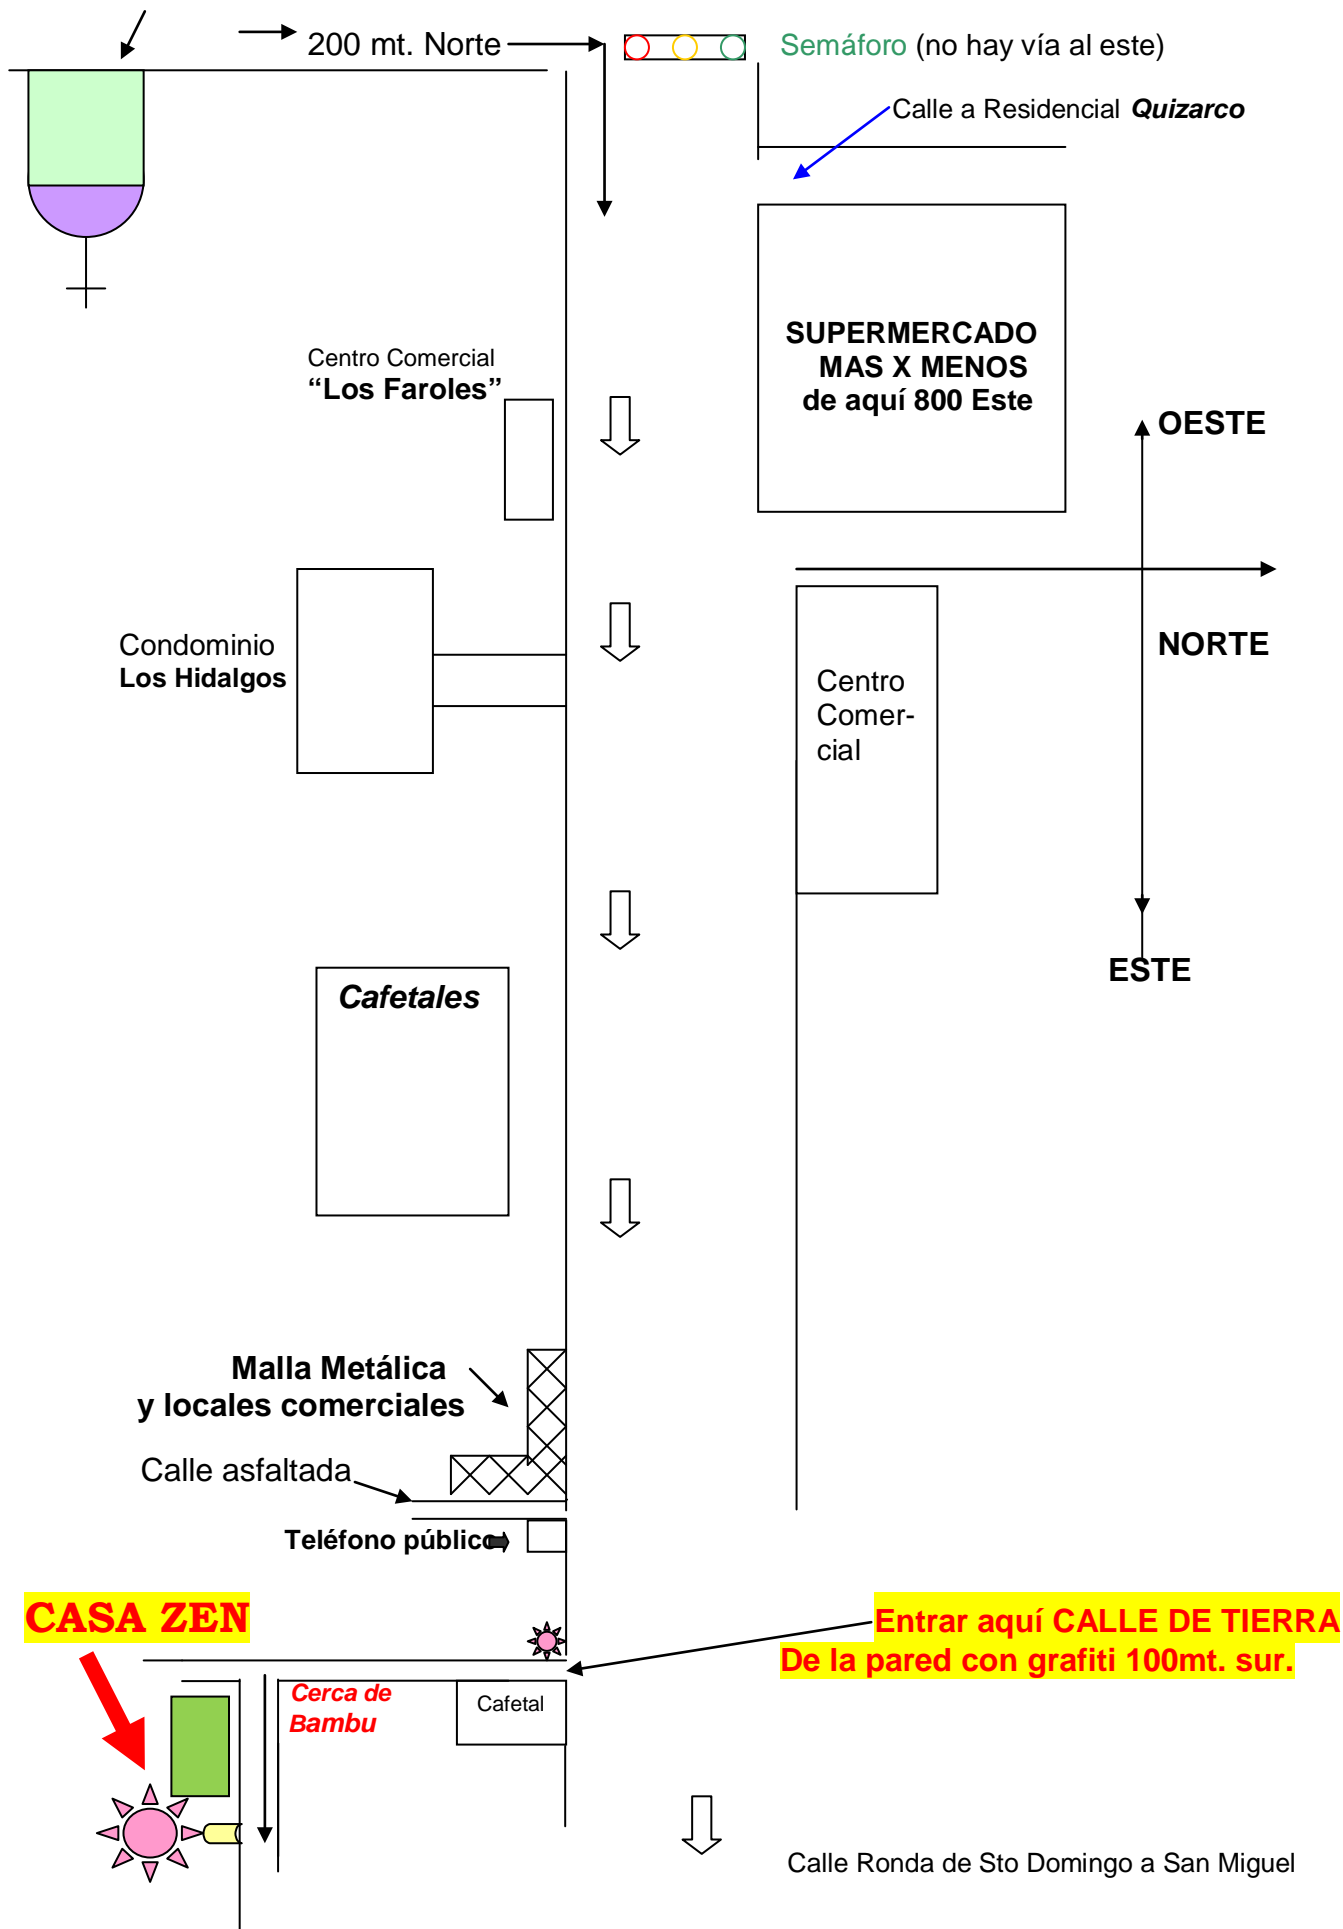 200 mt. Norte
Semáforo (no hay vía al este)
Calle a Residencial Quizarco
SUPERMERCADO
MAS X MENOS
de aquí 800 Este
Centro Comercial
“Los Faroles”
OESTE
Condominio
Los Hidalgos
NORTE
Centro
Comer-
cial
ESTE
Cafetales
Malla Metálica
y locales comerciales
Calle asfaltada
Teléfono público
CASA ZEN
Entrar aquí CALLE DE TIERRA
De la pared con grafiti 100mt. sur.
Cerca de
Bambu
Cafetal
Calle Ronda de Sto Domingo a San Miguel